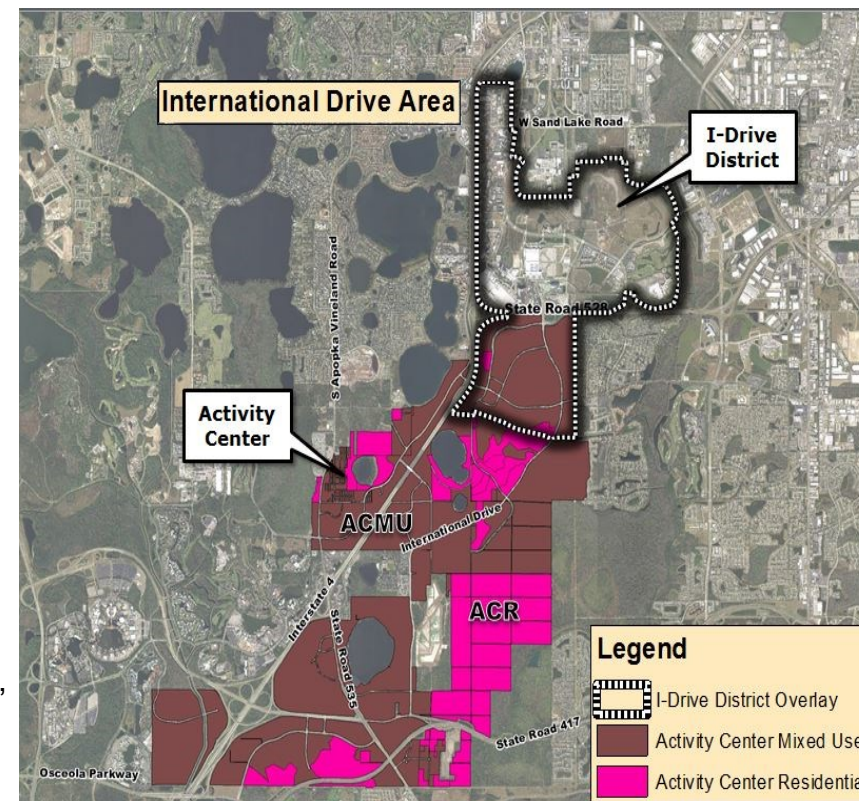 International Drive Area
W Sand Lake Road
I-Drive
District
S Apopka Vineland Road
State Road 528
Activity
Center
ACMU
International Drive
Interstate 4
ACR
State Road 535
,
Legend
I-Drive District Overlay
Activity Center Mixed Use
State Road 417
Osceola Parkway
Activity Center Residentia